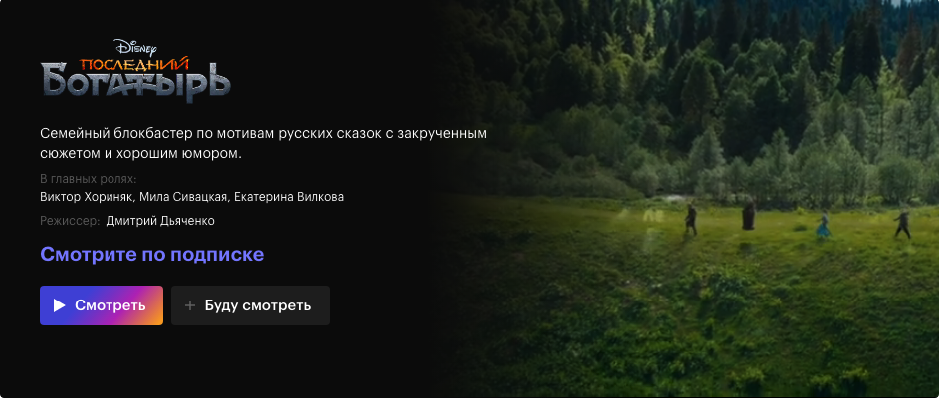 Disney
ПОСЛЕДНИЙ
БОГАТЫРЬ
Семейный блокбастер по мотивам русских сказок с закрученным
сюжетом и хорошим юмором.
В главных ролях:
Виктор Хориняк, Мила Сивацкая, Екатерина Вилкова
Режиссер: Дмитрий Дьяченко
Смотрите по подписке
Смотреть
+ Буду смотреть